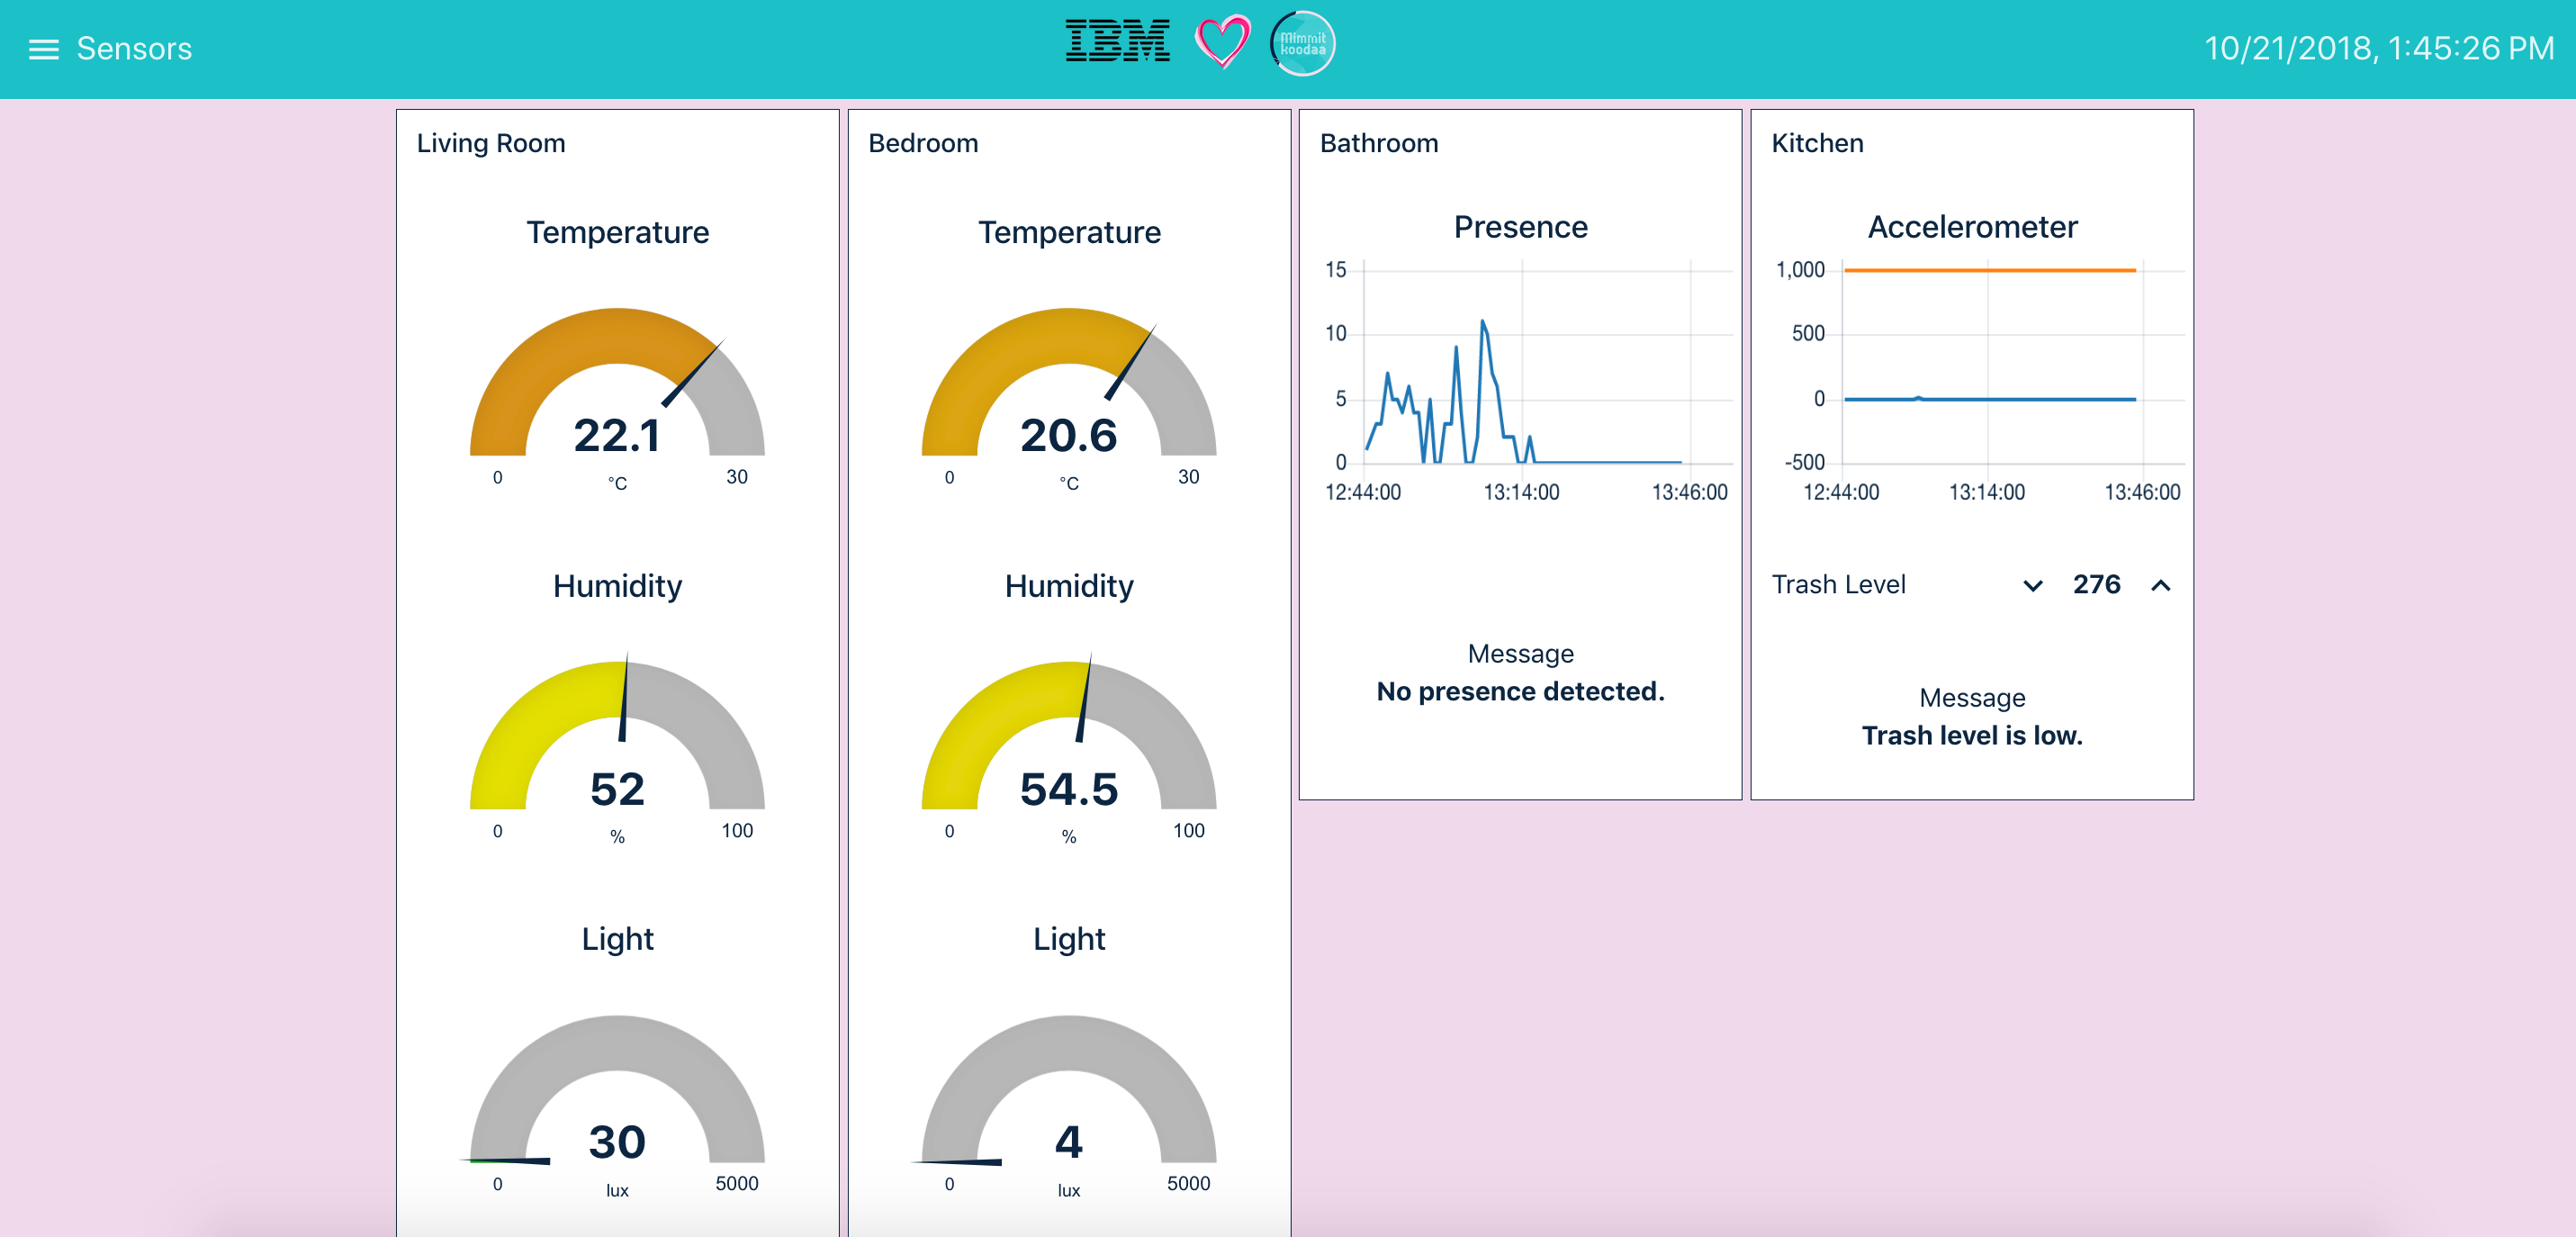 Sensors
IBM
Mimmit
koodaa
10/21/2018, 1:45:26 PM
Living Room
Temperature
22.1
0
°C
30
Humidity
52
0
%
100
Light
30
0
lux
5000
Bedroom
Temperature
20.6
0
°C
30
Humidity
54.5
0
%
100
Light
4
0
lux
5000
Bathroom
Presence
15
10
5
0
12:44:00 13:14:00 13:46:00
Message
No presence detected.
Kitchen
Accelerometer
1,000
500
0
-500
12:44:00 13:14:00 13:46:00
Trash Level 276
Message
Trash level is low.